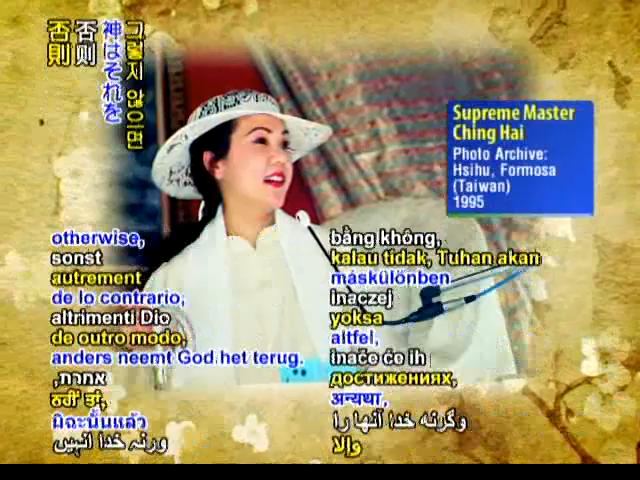 否則
否则
神はそれを
그렇지 않으면
Supreme Master
Ching Hai
Photo Archive:
Hsihu, Formosa
(Taiwan)
1995
otherwise,
sonst
autrement
de lo contrario,
altrimenti Dio
de outro modo,
anders neemt God het terug.
אחרת,
ਨਹੀਂ ਤਾਂ,
มิฉะนั้นแล้ว
ورنہ خدا انہیں
bằng không,
kalau tidak, Tuhan akan
máskülönben
inaczej
yoksa
altfel,
inače će ih
достижениях,
अन्यथा,
وگرنه خدا آنها را
وإلا